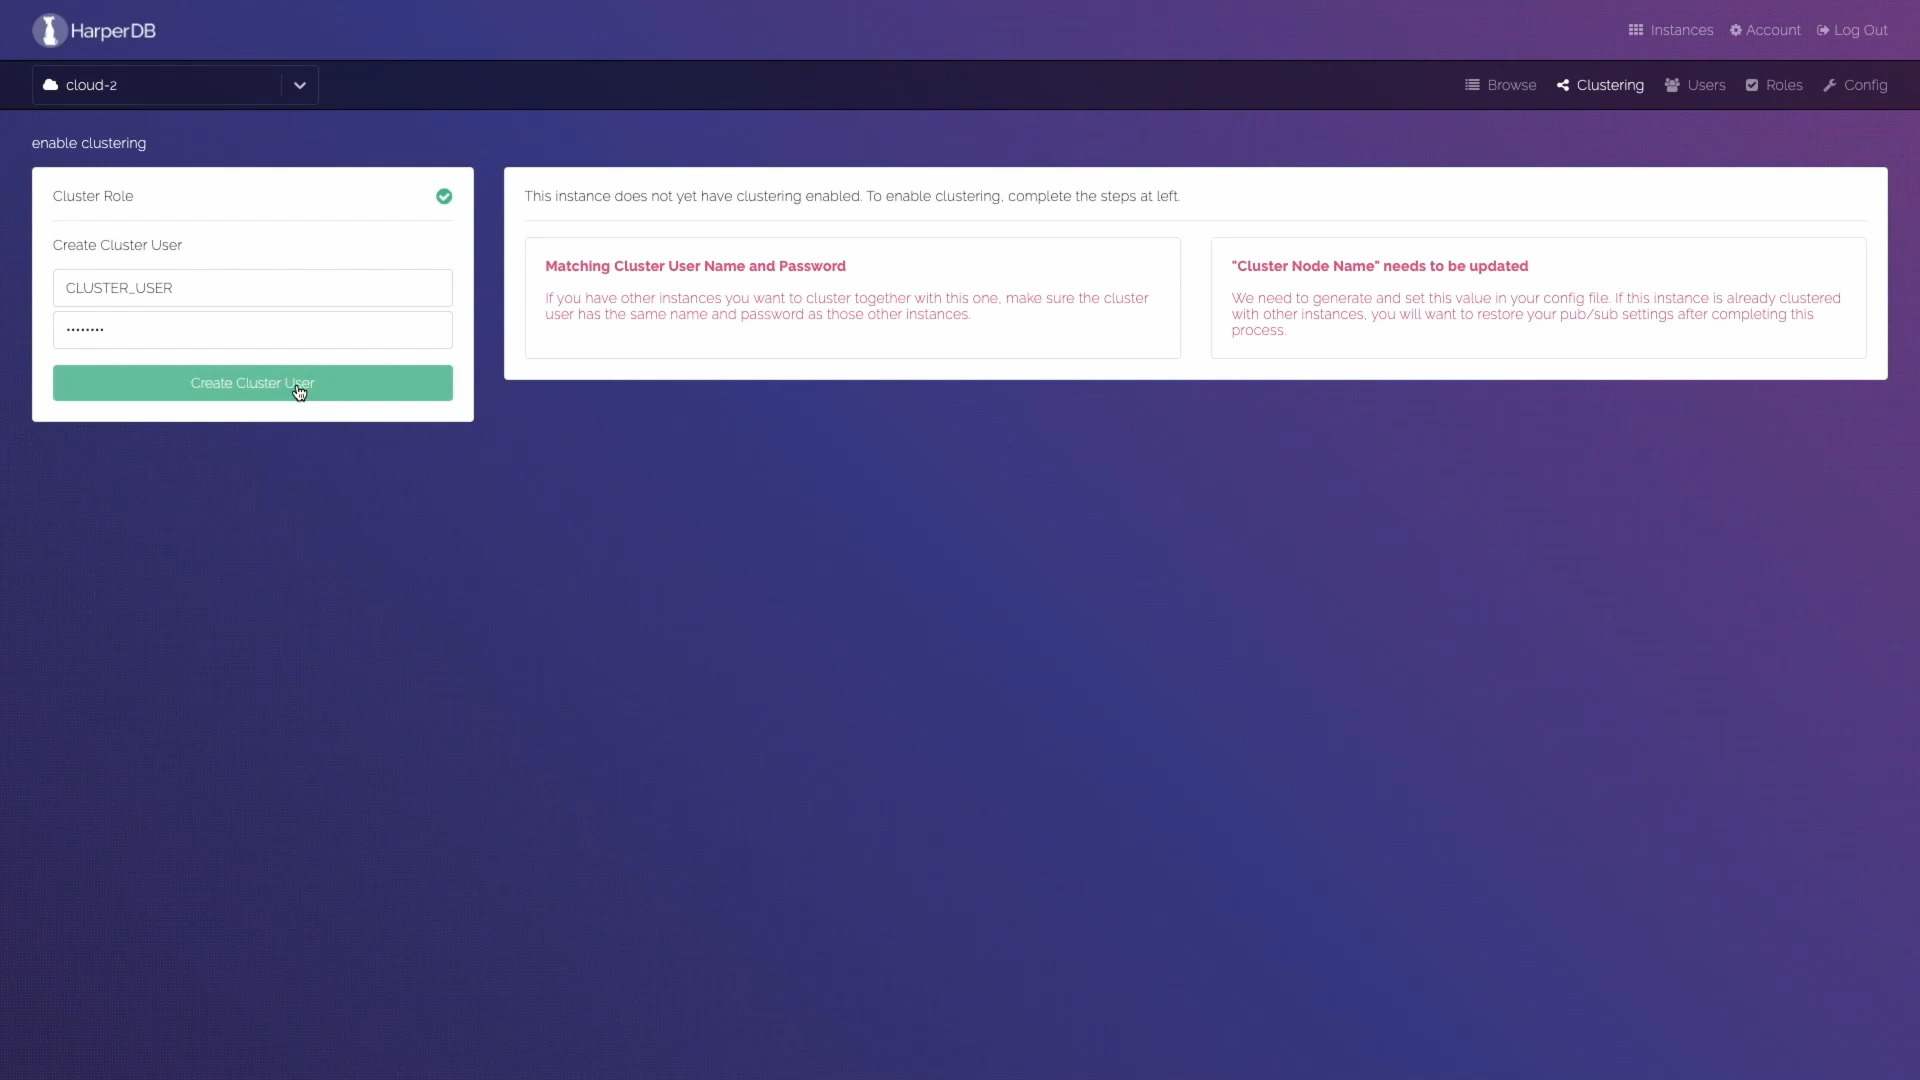 HarperDB
Instances
Account
Log Out
cloud-2
Browse
Clustering
Users
Roles
Config
enable clustering
Cluster Role
Create Cluster User
CLUSTER_USER
••••••••
Create Cluster User
This instance does not yet have clustering enabled. To enable clustering, complete the steps at left.
Matching Cluster User Name and Password
If you have other instances you want to cluster together with this one, make sure the cluster
user has the same name and password as those other instances.
"Cluster Node Name" needs to be updated
We need to generate and set this value in your config file. If this instance is already clustered
with other instances, you will want to restore your pub/sub settings after completing this
process.